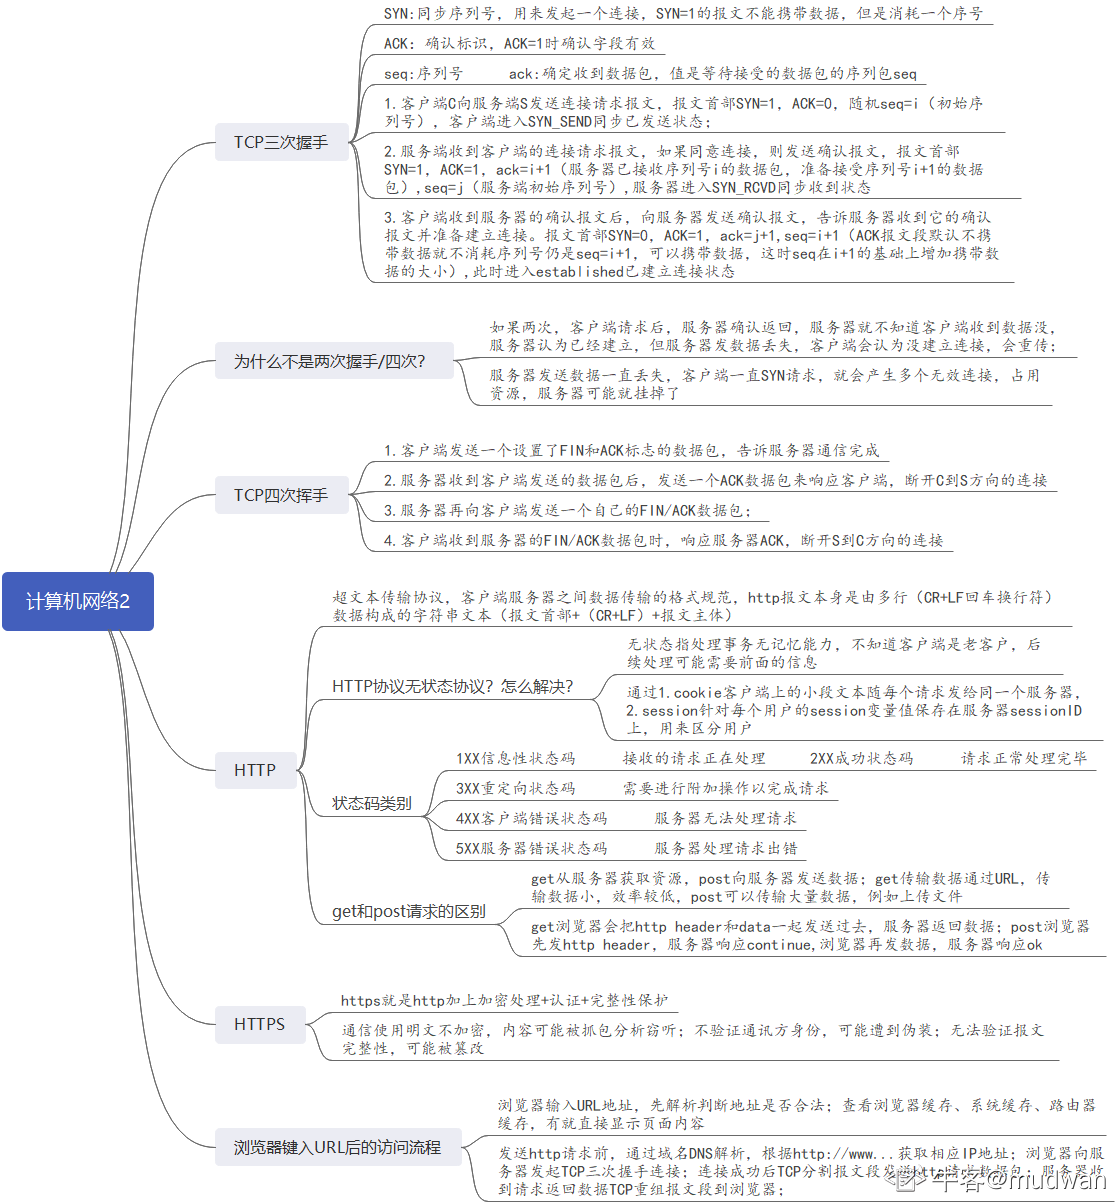 SYN:同步序列号，用来发起一个连接，SYN=1的报文不能携带数据，但是消耗一个序号
ACK: 确认标识，ACK=1时确认字段有效
seq:序列号 ack:确定收到数据包，值是等待接受的数据包的序列包seq
1.客户端C向服务端S发送连接请求报文，报文首部SYN=1，ACK=0，随机seq=i（初始序
列号），客户端进入SYN_SEND同步已发送状态；
TCP三次握手
2.服务端收到客户端的连接请求报文，如果同意连接，则发送确认报文，报文首部
SYN=1，ACK=1，ack=i+1（服务器已接收序列号i的数据包，准备接受序列号i+1的数据
包）,seq=j（服务端初始序列号）,服务器进入SYN_RCVD同步收到状态
3.客户端收到服务器的确认报文后，向服务器发送确认报文，告诉服务器收到它的确认
报文并准备建立连接。报文首部SYN=0，ACK=1，ack=j+1,seq=i+1（ACK报文段默认不携
带数据就不消耗序列号仍是seq=i+1，可以携带数据，这时seq在i+1的基础上增加携带数
据的大小）,此时进入established已建立连接状态
为什么不是两次握手/四次？
如果两次，客户端请求后，服务器确认返回，服务器就不知道客户端收到数据没，
服务器认为已经建立，但服务器发数据丢失，客户端会认为没建立连接，会重传；
服务器发送数据一直丢失，客户端一直SYN请求，就会产生多个无效连接，占用
资源，服务器可能就挂掉了
TCP四次挥手
1.客户端发送一个设置了FIN和ACK标志的数据包，告诉服务器通信完成
2.服务器收到客户端发送的数据包后，发送一个ACK数据包来响应客户端，断开C到S方向的连接
3.服务器再向客户端发送一个自己的FIN/ACK数据包；
4.客户端收到服务器的FIN/ACK数据包时，响应服务器ACK，断开S到C方向的连接
计算机网络2
超文本传输协议，客户端服务器之间数据传输的格式规范，http报文本身是由多行（CR+LF回车换行符）
数据构成的字符串文本（报文首部+（CR+LF）+报文主体）
HTTP协议无状态协议？怎么解决？
无状态指处理事务无记忆能力，不知道客户端是老客户，后
续处理可能需要前面的信息
通过1.cookie客户端上的小段文本随每个请求发给同一个服务器，
2.session针对每个用户的session变量值保存在服务器sessionID
上，用来区分用户
HTTP
状态码类别
1XX信息性状态码 接收的请求正在处理 2XX成功状态码 请求正常处理完毕
3XX重定向状态码 需要进行附加操作以完成请求
4XX客户端错误状态码 服务器无法处理请求
5XX服务器错误状态码 服务器处理请求出错
get和post请求的区别
get从服务器获取资源，post向服务器发送数据；get传输数据通过URL，传
输数据小，效率较低，post可以传输大量数据，例如上传文件
get浏览器会把http header和data一起发送过去，服务器返回数据；post浏览器
先发http header，服务器响应continue,浏览器再发数据，服务器响应ok
HTTPS
https就是http加上加密处理+认证+完整性保护
通信使用明文不加密，内容可能被抓包分析窃听；不验证通讯方身份，可能遭到伪装；无法验证报文
完整性，可能被篡改
浏览器键入URL后的访问流程
浏览器输入URL地址，先解析判断地址是否合法；查看浏览器缓存、系统缓存、路由器
缓存，有就直接显示页面内容
发送http请求前，通过域名DNS解析，根据http://www...获取相应IP地址；浏览器向服
务器发起TCP三次握手连接；连接成功后TCP分割报文段发送http请求数据包；服务器收
到请求返回数据TCP重组报文段到浏览器；
牛客@mudwan